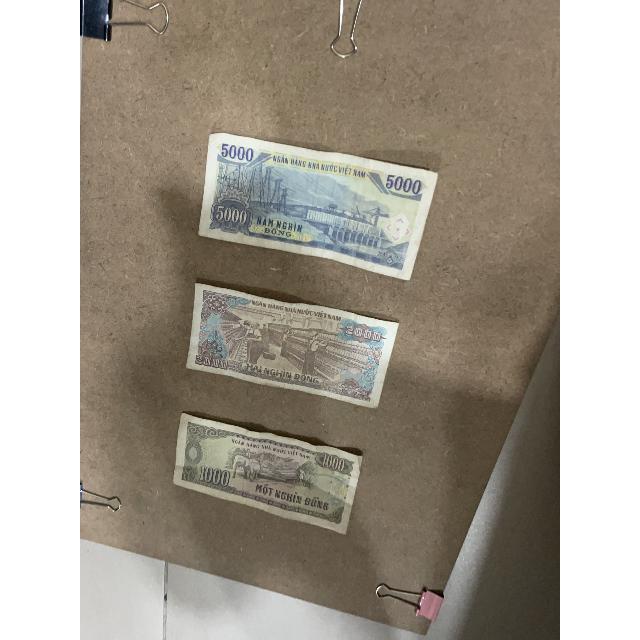 5000
NGÂN HÀNG NHÀ NƯỚC VIỆT NAM
5000
5000
NĂM NGHÌN
ĐỒNG
NGÂN HÀNG NHÀ NƯỚC VIỆT NAM
2000
2000
HAI NGHÌN ĐỒNG
NGÂN HÀNG NHÀ NƯỚC VIỆT NAM
1000
1000
MỘT NGHÌN ĐỒNG